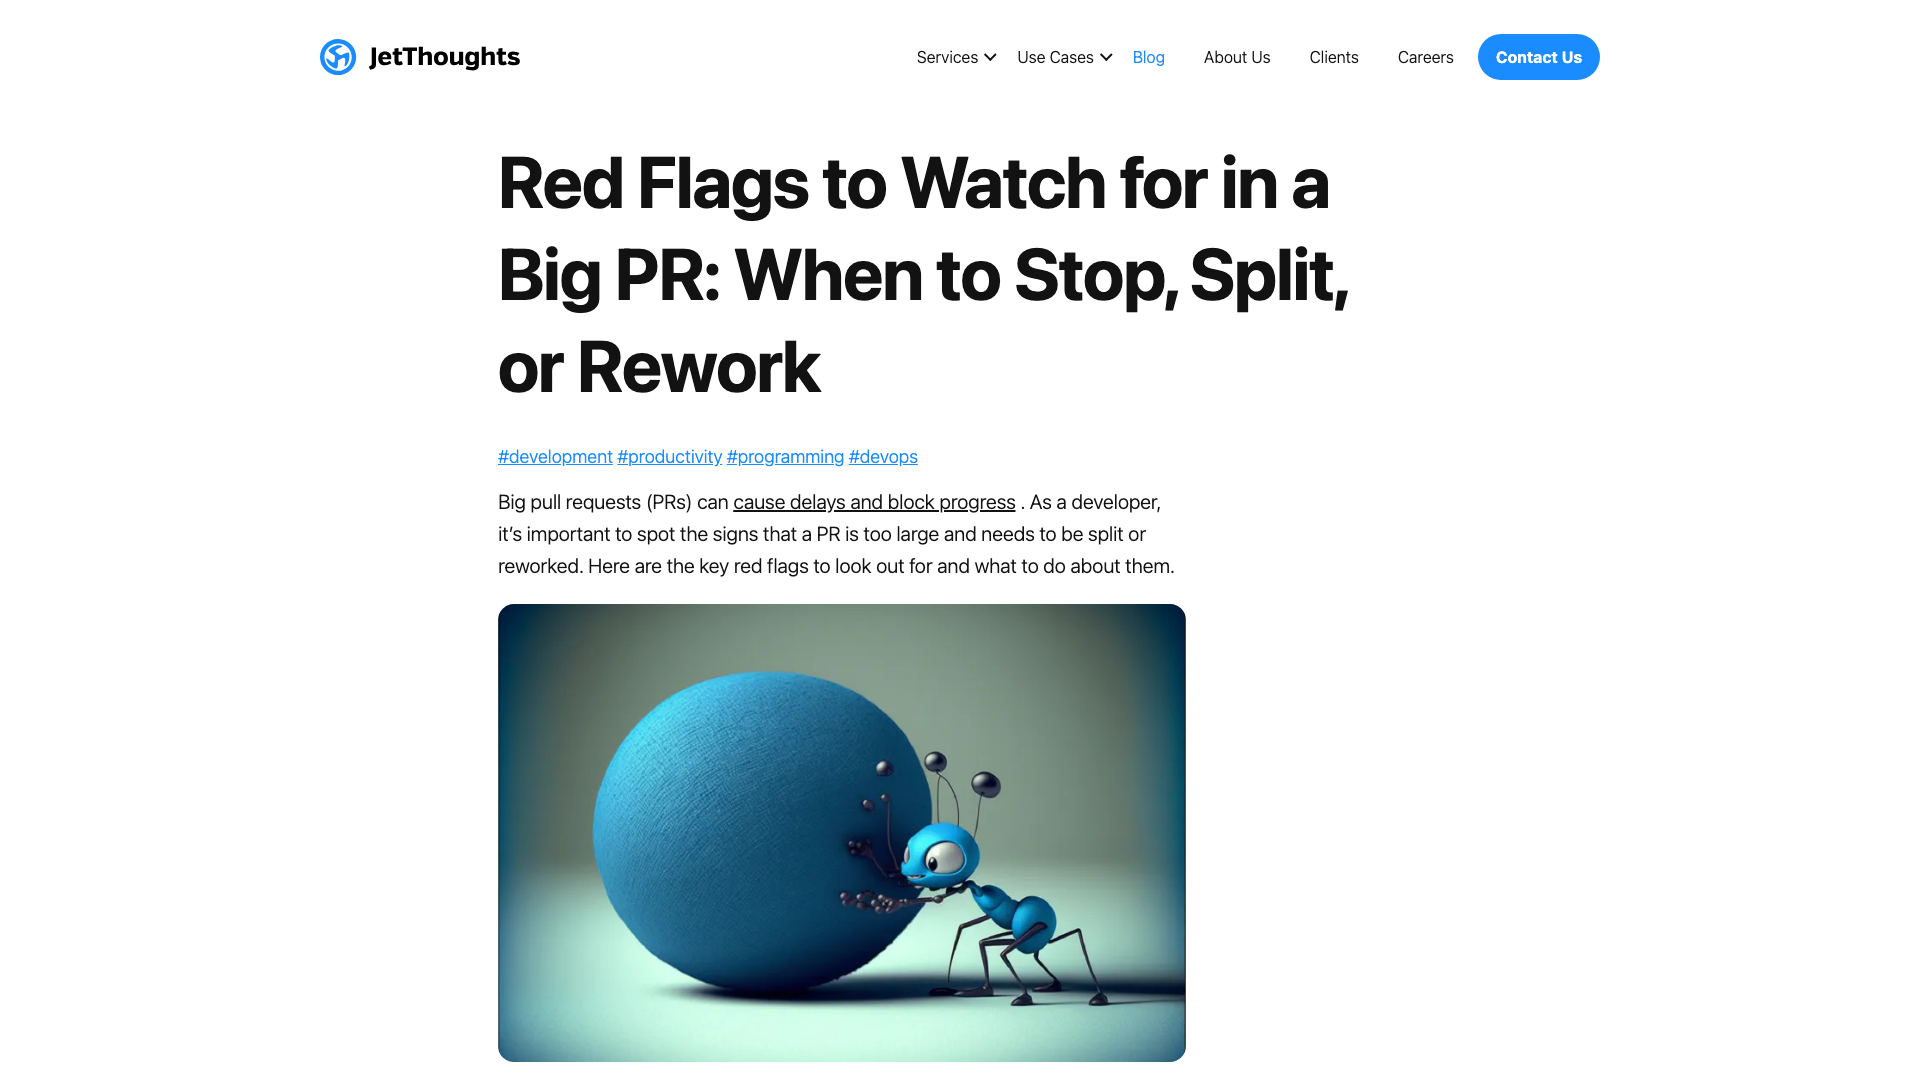 JetThoughts
Services
Use Cases
Blog
About Us
Clients
Careers
Contact Us
Red Flags to Watch for in a
Big PR: When to Stop, Split,
or Rework
#development #productivity #programming #devops
Big pull requests (PRs) can cause delays and block progress . As a developer,
it’s important to spot the signs that a PR is too large and needs to be split or
reworked. Here are the key red flags to look out for and what to do about them.